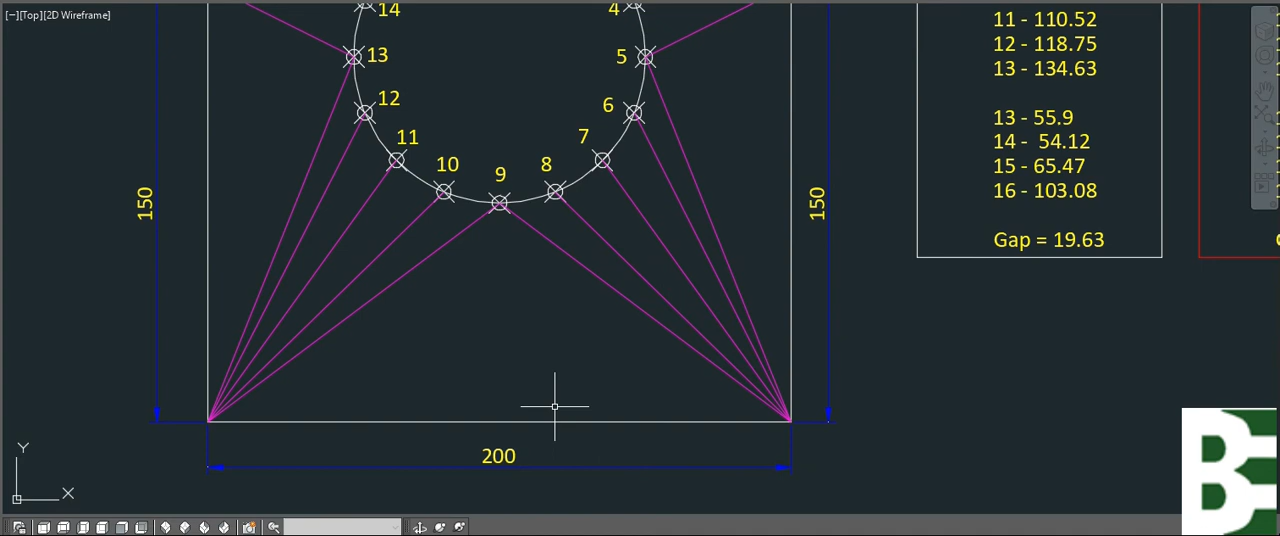 [−][Top][2D Wireframe]
14
4
13
5
12
6
11
7
10
8
9
150
150
200
11 - 110.52
12 - 118.75
13 - 134.63
13 - 55.9
14 - 54.12
15 - 65.47
16 - 103.08
Gap = 19.63
Y
X
BE